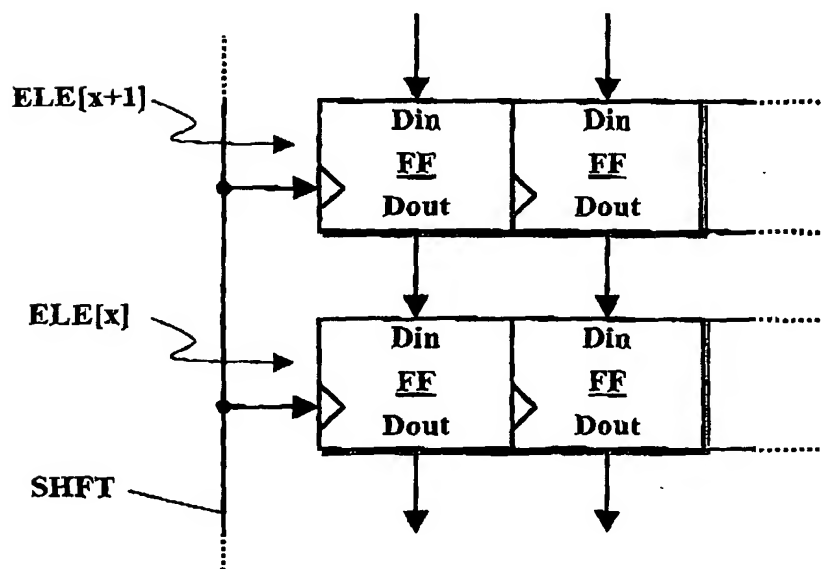 ELE[x+1]
Din Din
FF FF
Dout Dout
ELE[x]
Din Din
FF FF
Dout Dout
SHFT